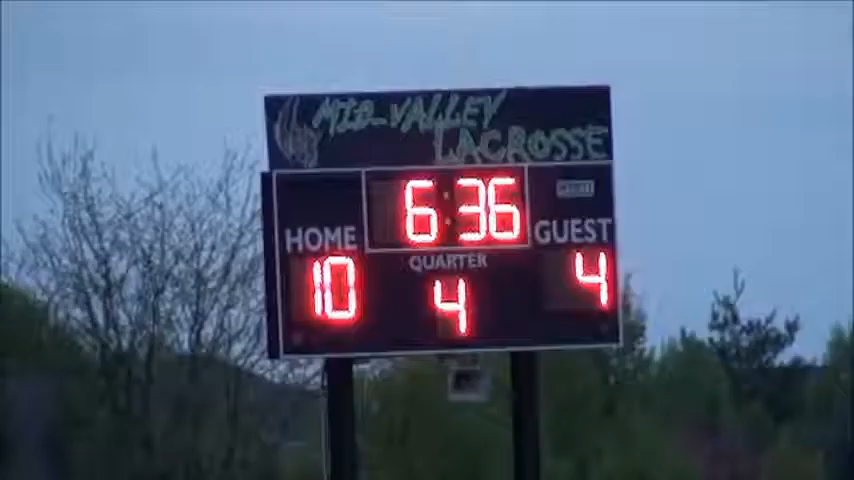 MID-VALLEY
LACROSSE
6:36
HOME
GUEST
QUARTER
10
4
4